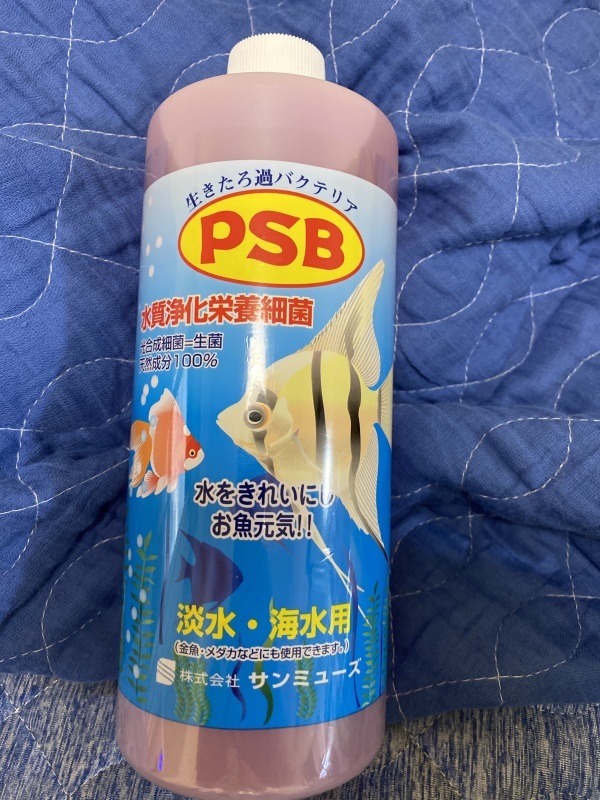 生きたろ過バクテリア
PSB
水質浄化栄養細菌
光合成細菌=生菌
天然成分100%
水をきれいにし
お魚元気!!
淡水・海水用
(金魚・メダカなどにも使用できます。)
株式会社 サンミューズ